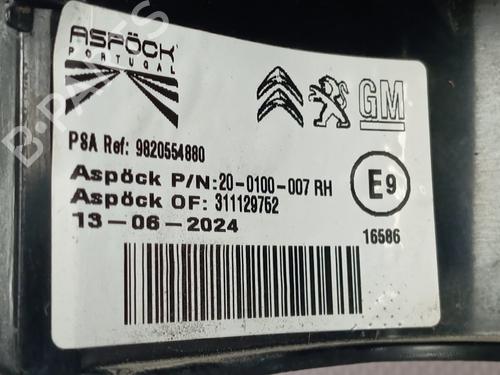 ASPÖCK
PORTUGAL
GM
PSA Ref: 9820554880
Aspöck P/N:20-0100-007 RH
Aspöck OF: 311129752
13-06-2024
E9
16586
B-PARTS